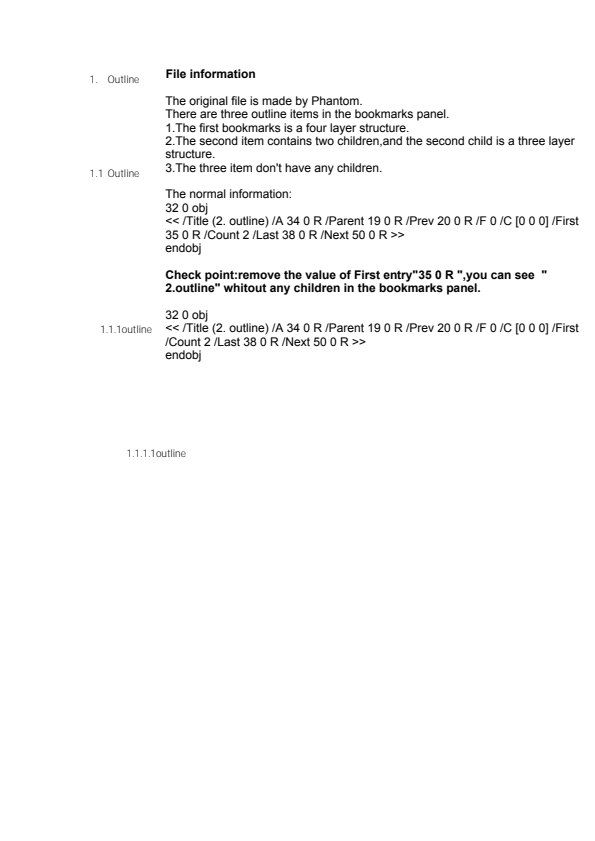 1. Outline
File information
The original file is made by Phantom.
There are three outline items in the bookmarks panel.
1.The first bookmarks is a four layer structure.
2.The second item contains two children,and the second child is a three layer
structure.
1.1 Outline
3.The three item don't have any children.
The normal information:
32 0 obj
<< /Title (2. outline) /A 34 0 R /Parent 19 0 R /Prev 20 0 R /F 0 /C [0 0 0] /First
35 0 R /Count 2 /Last 38 0 R /Next 50 0 R >>
endobj
Check point:remove the value of First entry"35 0 R ",you can see "
2.outline" whitout any children in the bookmarks panel.
32 0 obj
1.1.1outline
<< /Title (2. outline) /A 34 0 R /Parent 19 0 R /Prev 20 0 R /F 0 /C [0 0 0] /First
/Count 2 /Last 38 0 R /Next 50 0 R >>
endobj
1.1.1.1outline